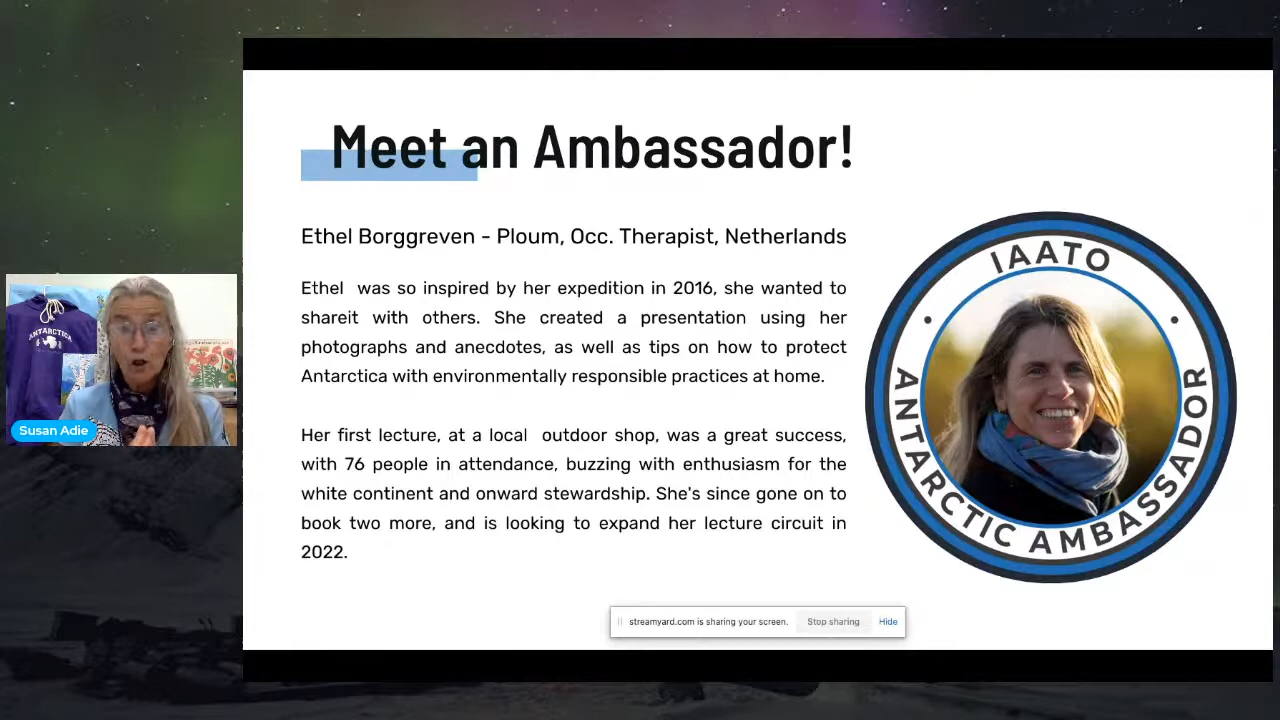 Meet an Ambassador!
Ethel Borggreven - Ploum, Occ. Therapist, Netherlands
Ethel was so inspired by her expedition in 2016, she wanted to
shareit with others. She created a presentation using her
photographs and anecdotes, as well as tips on how to protect
Antarctica with environmentally responsible practices at home.
Her first lecture, at a local outdoor shop, was a great success,
with 76 people in attendance, buzzing with enthusiasm for the
white continent and onward stewardship. She's since gone on to
book two more, and is looking to expand her lecture circuit in
2022.
IAATO
ANTARCTIC AMBASSADOR
ANTARCTICA
Susan Adie
streamyard.com is sharing your screen. Stop sharing Hide